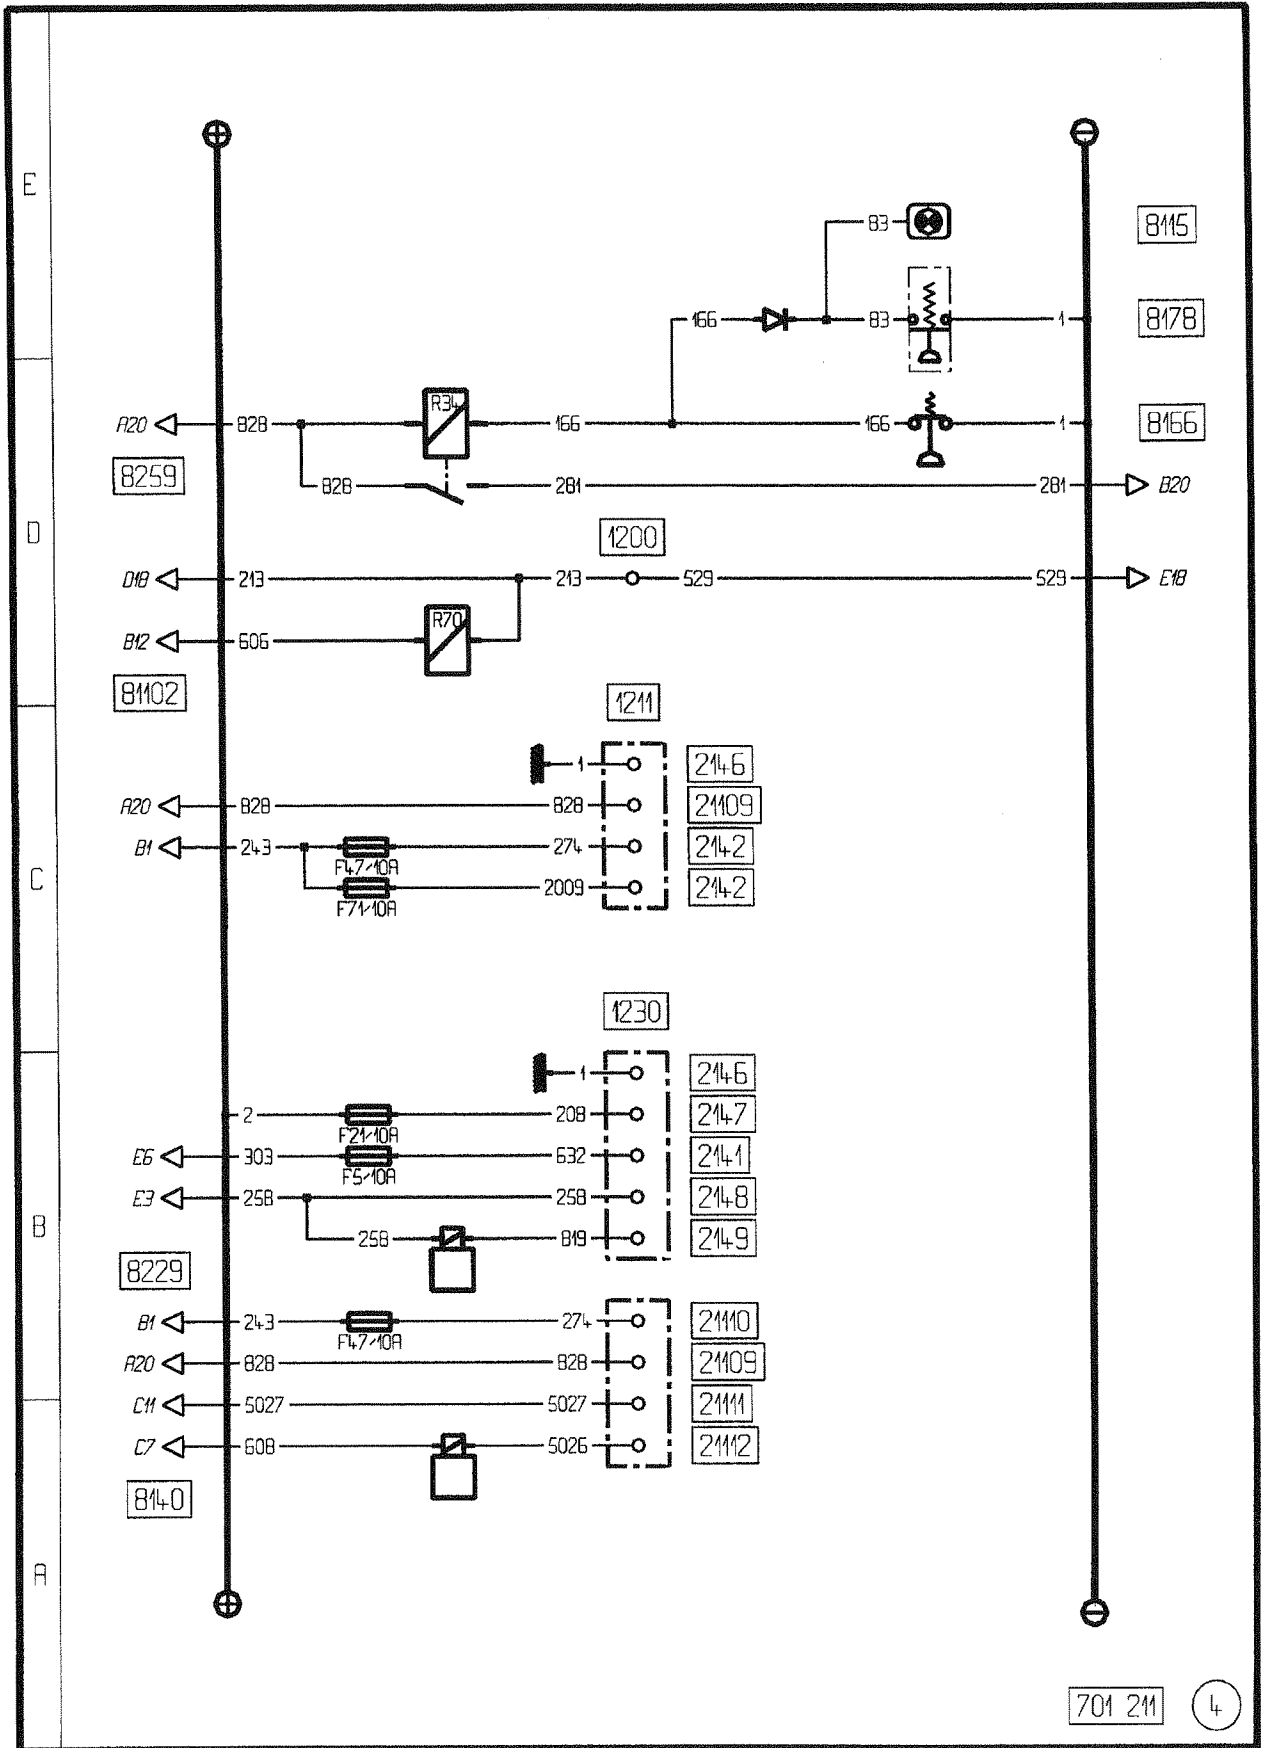 E
83
8115
166
83
1
8178
R34
A20
828
166
166
1
8166
8259
828
281
281
B20
1200
D
D18
213
213
529
529
E18
R70
B12
606
81102
1211
1
2146
A20
828
828
21109
B1
243
274
2142
F47/10A
C
2009
2142
F71/10A
1230
1
2146
2
208
2147
F21/10A
E6
303
632
2141
F5/10A
E3
258
258
2148
B
258
819
2149
8229
B1
243
274
21110
F47/10A
A20
828
828
21109
C11
5027
5027
21111
C7
608
5026
21112
8140
A
701 211
4